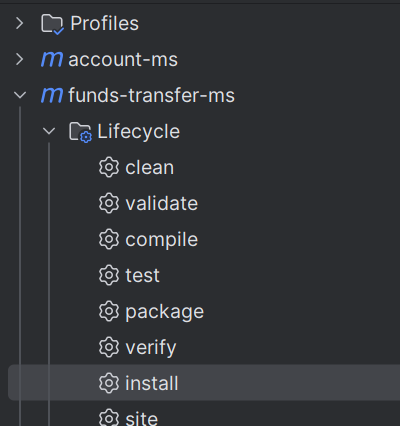 Profiles
account-ms
funds-transfer-ms
Lifecycle
clean
validate
compile
test
package
verify
install
site